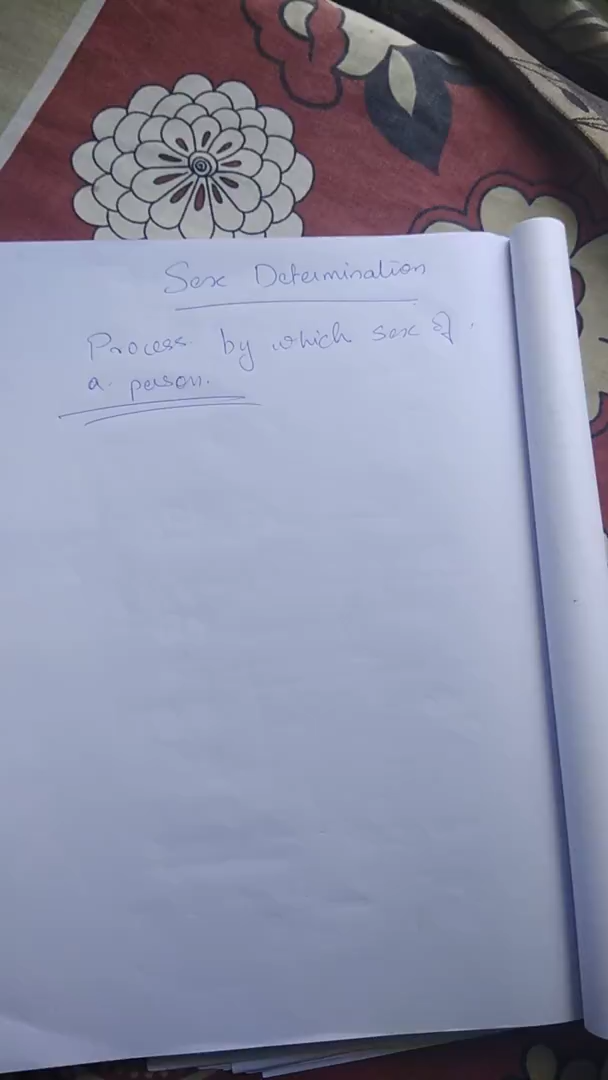 Sex Determination
Process by which sex of
a person.